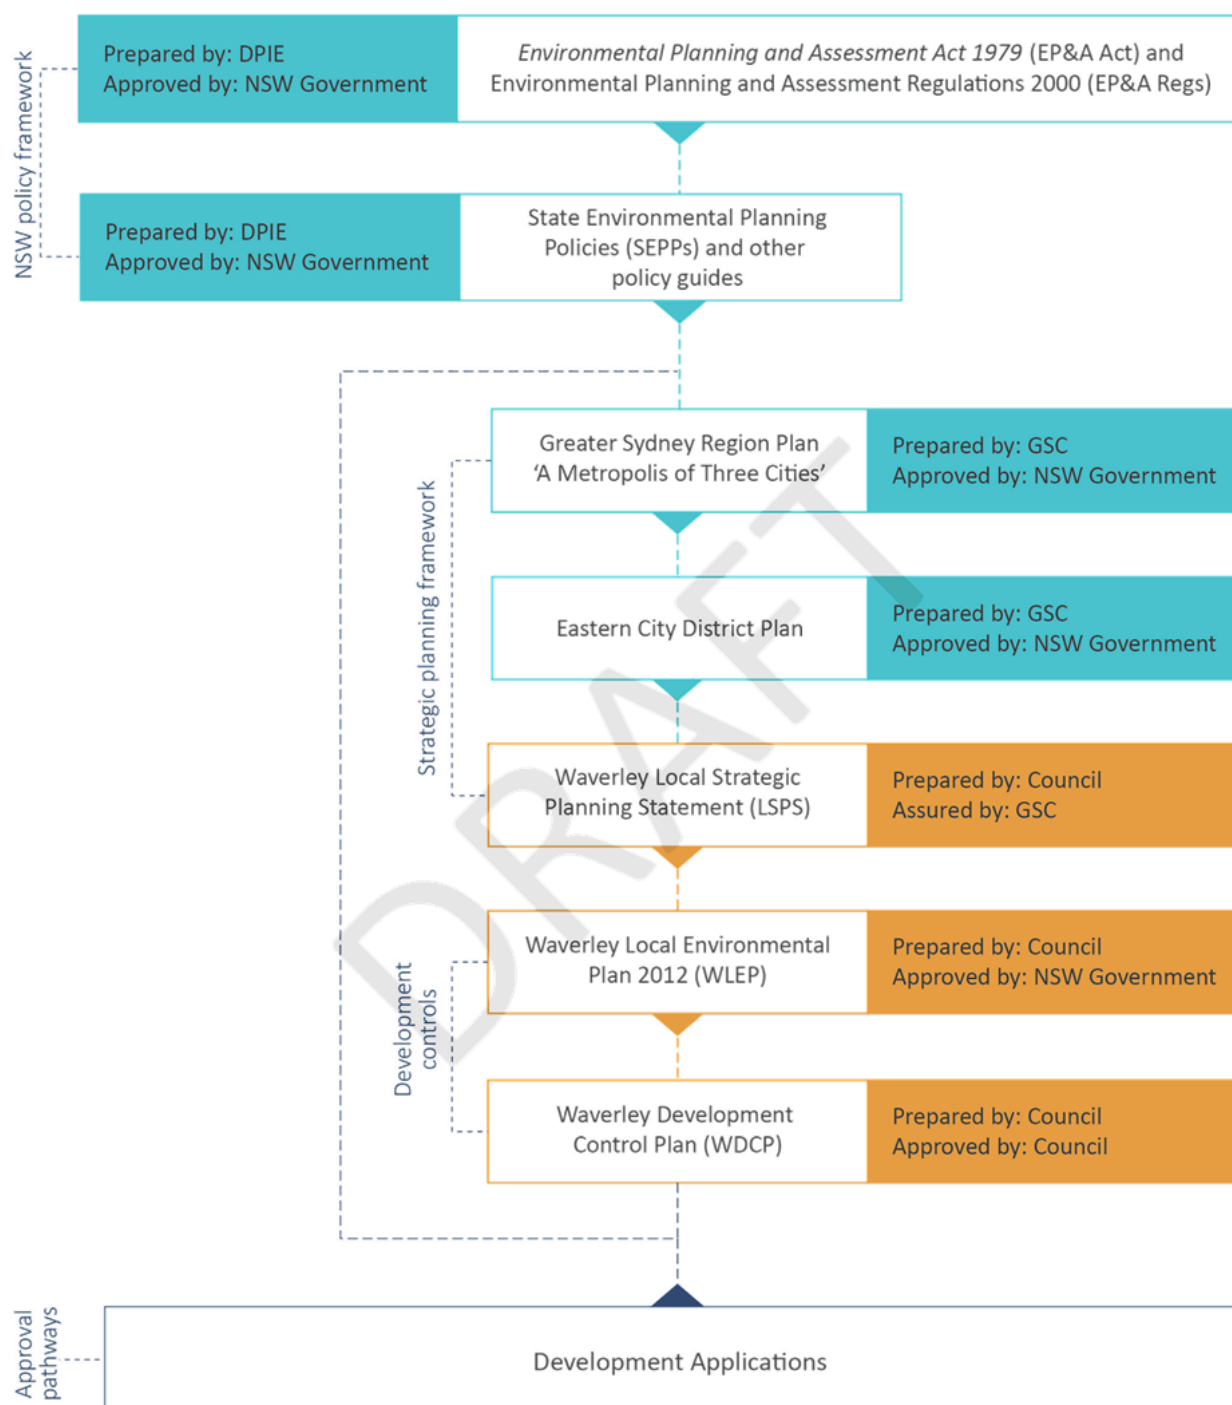 NSW policy framework
Prepared by: DPIE
Approved by: NSW Government
Environmental Planning and Assessment Act 1979 (EP&A Act) and
Environmental Planning and Assessment Regulations 2000 (EP&A Regs)
Prepared by: DPIE
Approved by: NSW Government
State Environmental Planning
Policies (SEPPs) and other
policy guides
Strategic planning framework
Greater Sydney Region Plan
‘A Metropolis of Three Cities’
Prepared by: GSC
Approved by: NSW Government
Eastern City District Plan
Prepared by: GSC
Approved by: NSW Government
Waverley Local Strategic
Planning Statement (LSPS)
Prepared by: Council
Assured by: GSC
Development
controls
Waverley Local Environmental
Plan 2012 (WLEP)
Prepared by: Council
Approved by: NSW Government
Waverley Development
Control Plan (WDCP)
Prepared by: Council
Approved by: Council
Approval
pathways
Development Applications
DRAFT